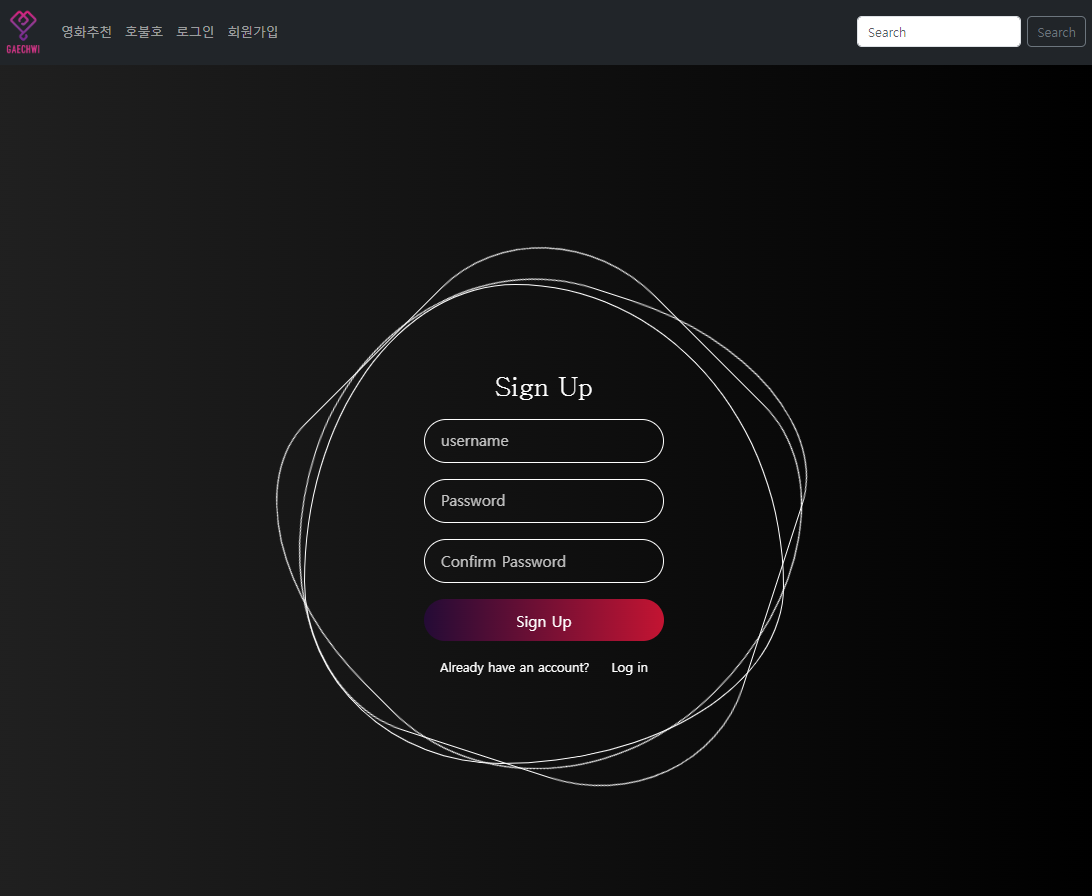 GAECHWI
영화추천 호불호 로그인 회원가입 Search Search
Sign Up
username
Password
Confirm Password
Sign Up
Already have an account? Log in